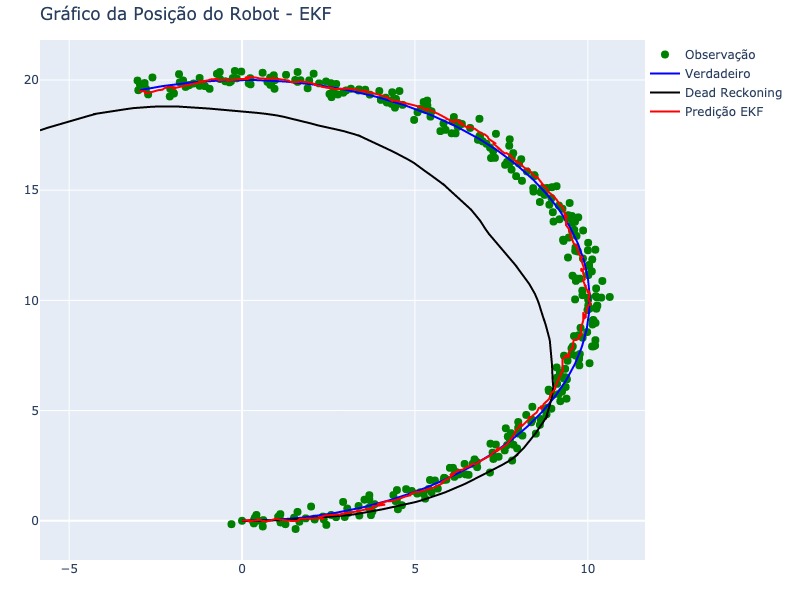 Gráfico da Posição do Robot - EKF
Observação
Verdadeiro
Dead Reckoning
Predição EKF
20
15
10
5
0
−5
0
5
10